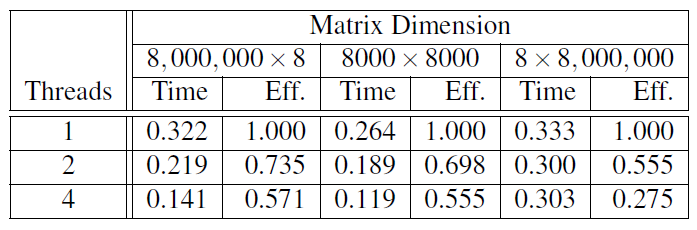 Matrix Dimension
8,000,000 × 8 8000 × 8000 8 × 8,000,000
Threads Time Eff. Time Eff. Time Eff.
1 0.322 1.000 0.264 1.000 0.333 1.000
2 0.219 0.735 0.189 0.698 0.300 0.555
4 0.141 0.571 0.119 0.555 0.303 0.275